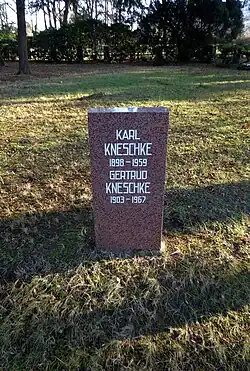 KARL
KNESCHKE
1898 – 1959
GERTRUD
KNESCHKE
1903 – 1967